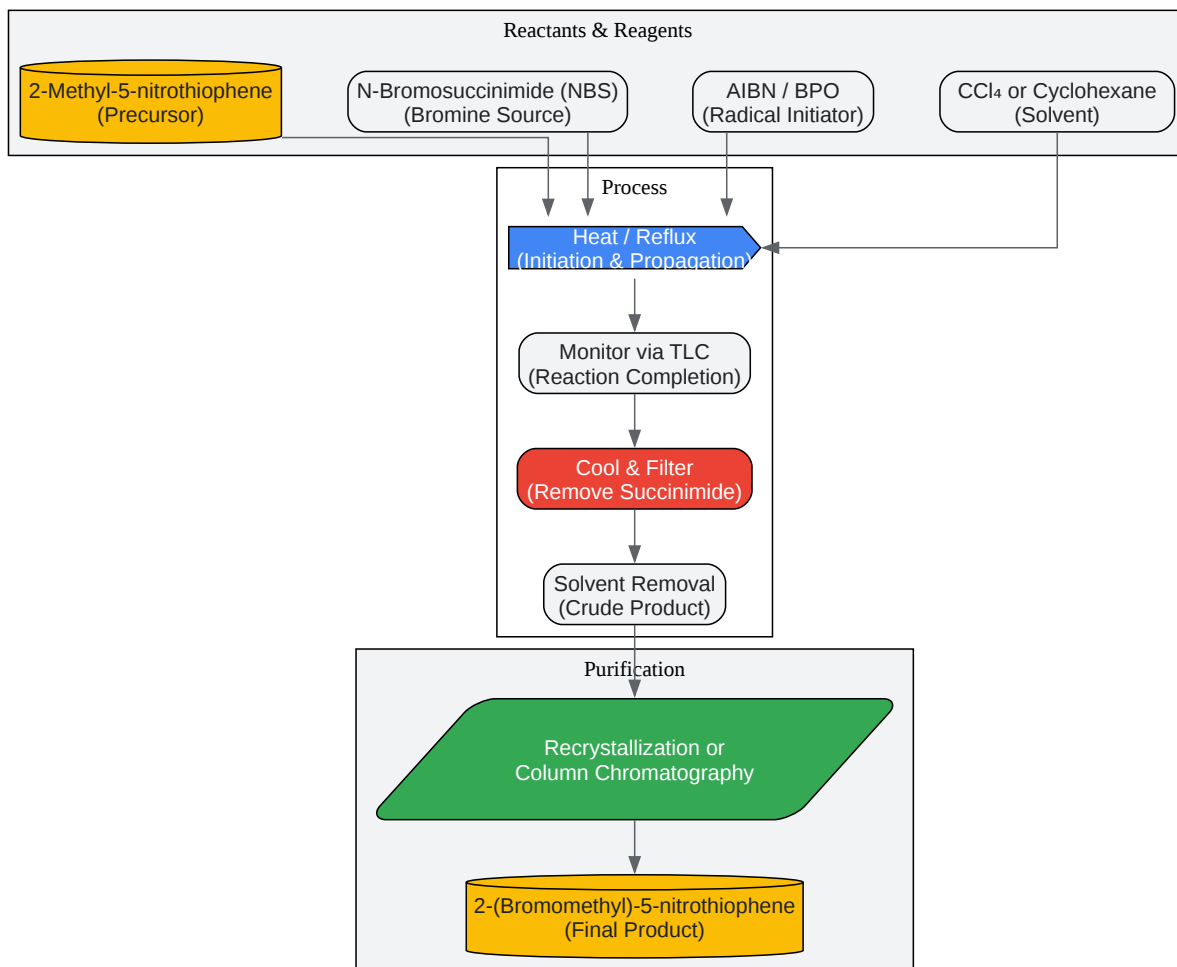 Reactants & Reagents
2-Methyl-5-nitrothiophene
(Precursor)
N-Bromosuccinimide (NBS)
(Bromine Source)
AIBN / BPO
(Radical Initiator)
CCl₄ or Cyclohexane
(Solvent)
Process
Heat / Reflux
(Initiation & Propagation)
Monitor via TLC
(Reaction Completion)
Cool & Filter
(Remove Succinimide)
Solvent Removal
(Crude Product)
Purification
Recrystallization or
Column Chromatography
2-(Bromomethyl)-5-nitrothiophene
(Final Product)